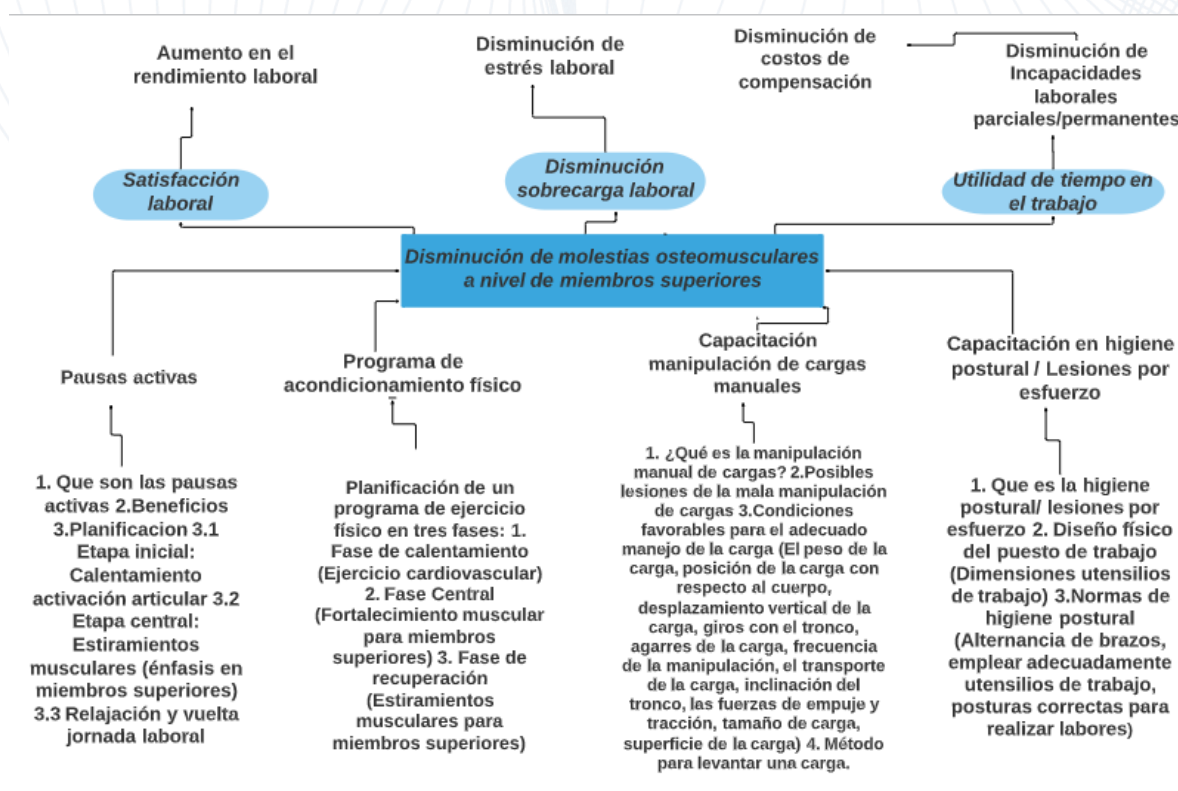 Aumento en el
rendimiento laboral
Disminución de
estrés laboral
Disminución de
costos de
compensación
Disminución de
Incapacidades
laborales
parciales/permanentes
Satisfacción
laboral
Disminución
sobrecarga laboral
Utilidad de tiempo en
el trabajo
Disminución de molestias osteomusculares
a nivel de miembros superiores
Pausas activas
Programa de
acondicionamiento físico
Capacitación
manipulación de cargas
manuales
Capacitación en higiene
postural / Lesiones por
esfuerzo
1. Que son las pausas
activas 2.Beneficios
3.Planificacion 3.1
Etapa inicial:
Calentamiento
activación articular 3.2
Etapa central:
Estiramientos
musculares (énfasis en
miembros superiores)
3.3 Relajación y vuelta
jornada laboral
Planificación de un
programa de ejercicio
físico en tres fases: 1.
Fase de calentamiento
(Ejercicio cardiovascular)
2. Fase Central
(Fortalecimiento muscular
para miembros
superiores) 3. Fase de
recuperación
(Estiramientos
musculares para
miembros superiores)
1. ¿Qué es la manipulación
manual de cargas? 2.Posibles
lesiones de la mala manipulación
de cargas 3.Condiciones
favorables para el adecuado
manejo de la carga (El peso de la
carga, posición de la carga con
respecto al cuerpo,
desplazamiento vertical de la
carga, giros con el tronco,
agarres de la carga, frecuencia
de la manipulación, el transporte
de la carga, inclinación del
tronco, las fuerzas de empuje y
tracción, tamaño de carga,
superficie de la carga) 4. Método
para levantar una carga.
1. Que es la higiene
postural/ lesiones por
esfuerzo 2. Diseño físico
del puesto de trabajo
(Dimensiones utensilios
de trabajo) 3.Normas de
higiene postural
(Alternancia de brazos,
emplear adecuadamente
utensilios de trabajo,
posturas correctas para
realizar labores)